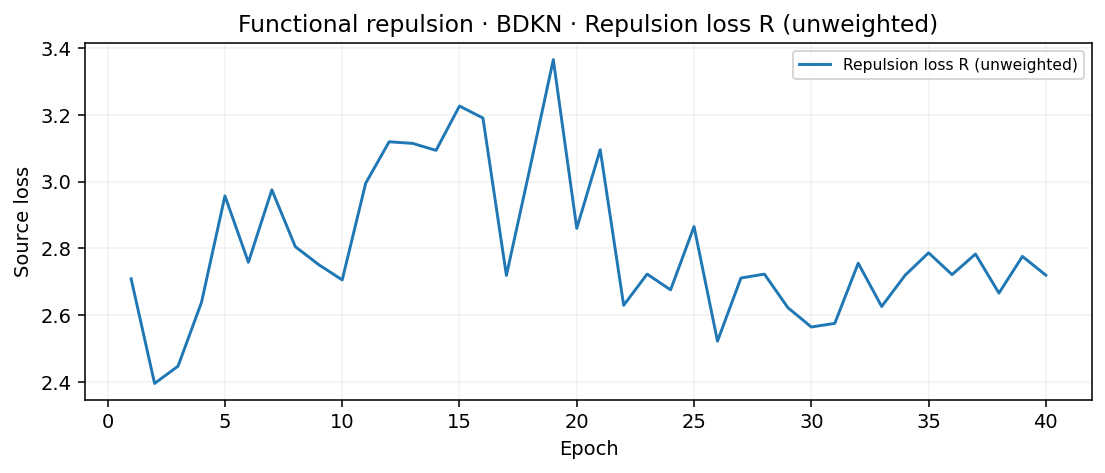 Functional repulsion · BDKN · Repulsion loss R (unweighted)
Repulsion loss R (unweighted)
Source loss
3.4
3.2
3.0
2.8
2.6
2.4
0 5 10 15 20 25 30 35 40
Epoch